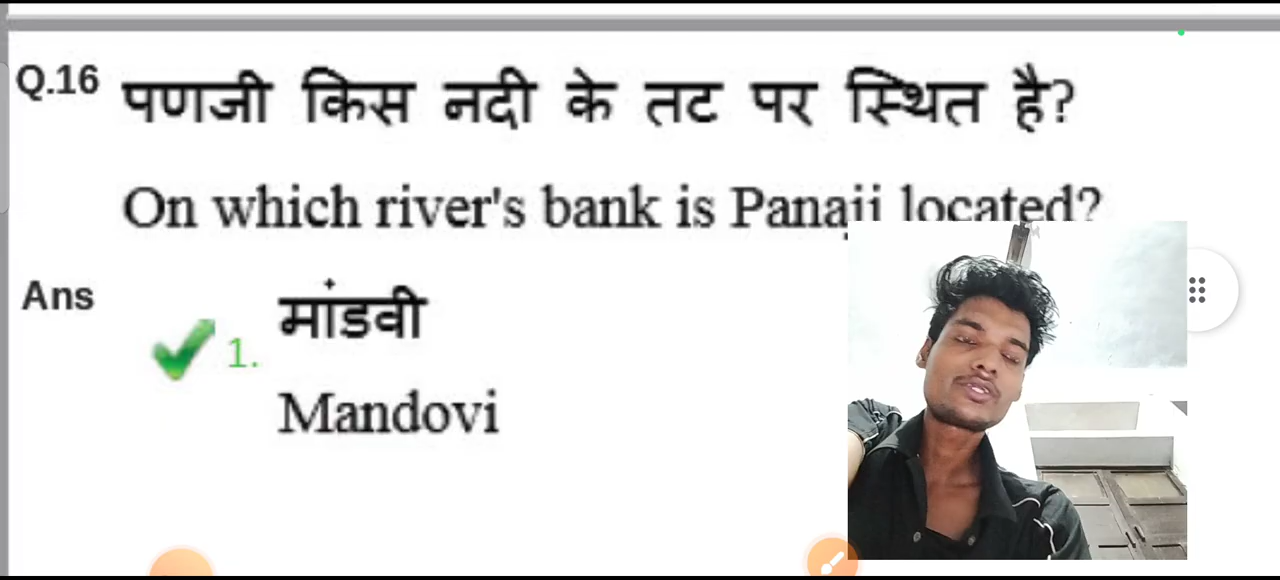 Q.16 पणजी किस नदी के तट पर स्थित है?
On which river's bank is Panaji located?
Ans
मांडवी
1.
Mandovi